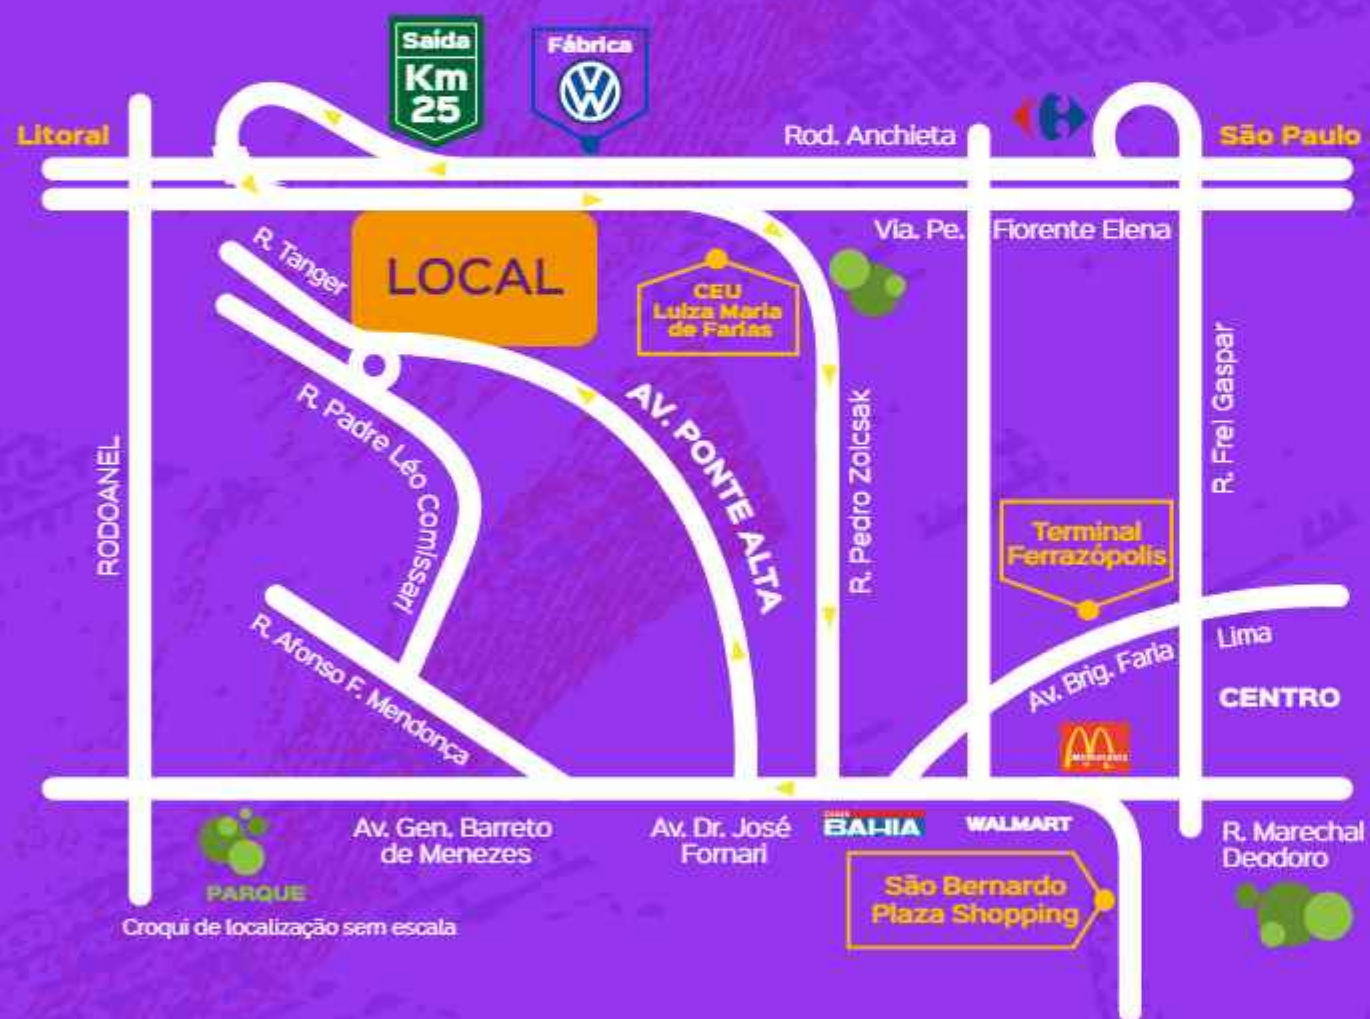 Saída
Km
25
Fábrica
Litoral
Rod. Anchieta
São Paulo
R. Tanger
LOCAL
Via. Pe. Fiorente Elena
CEU
Luiza Maria
de Farias
R. Padre Léo Comissari
AV. PONTE ALTA
R. Pedro Zolcsak
R. Frei Gaspar
RODOANEL
Terminal
Ferrazópolis
R. Afonso F. Mendonça
Av. Brig. Faria Lima
CENTRO
Av. Gen. Barreto
de Menezes
Av. Dr. José
Fornari
BAHIA
WALMART
R. Marechal
Deodoro
São Bernardo
Plaza Shopping
PARQUE
Croqui de localização sem escala